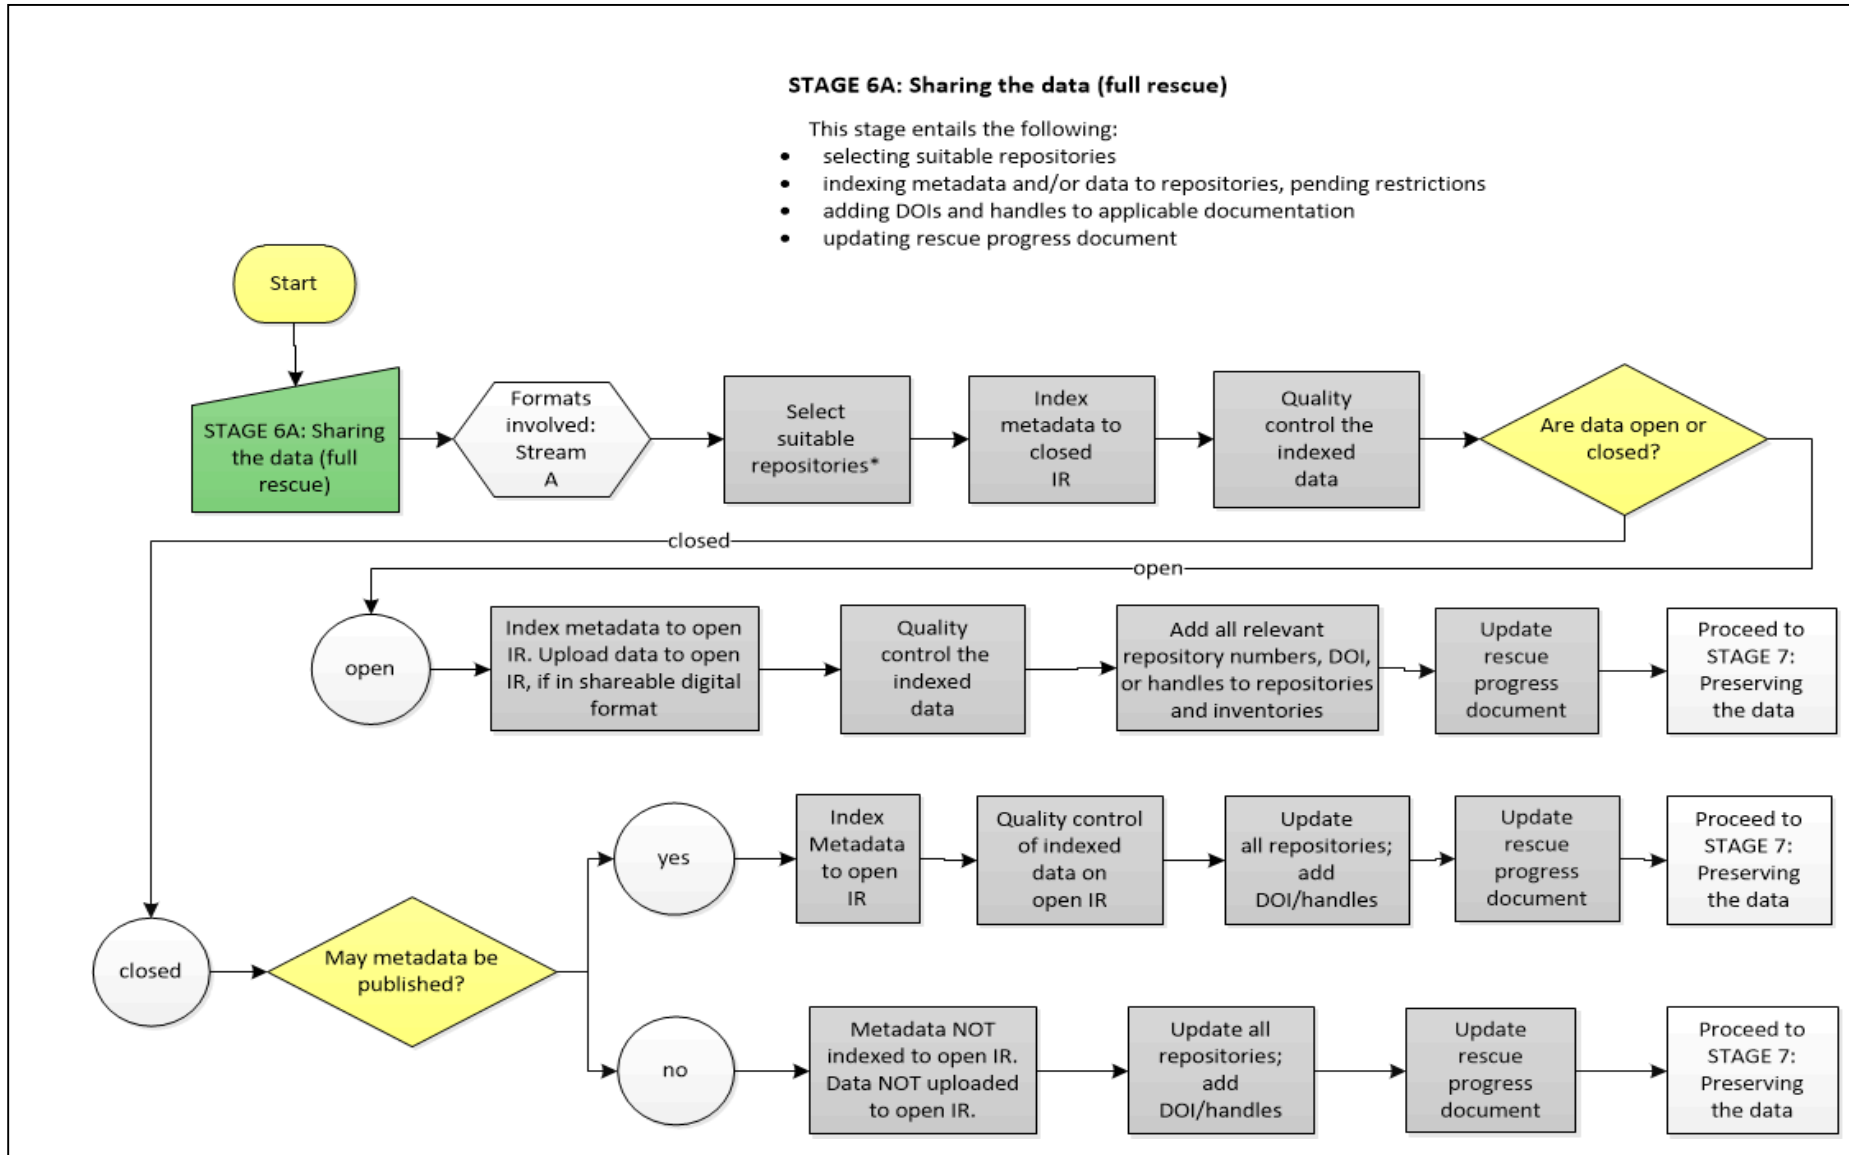 STAGE 6A: Sharing the data (full rescue)
This stage entails the following:
• selecting suitable repositories
• indexing metadata and/or data to repositories, pending restrictions
• adding DOIs and handles to applicable documentation
• updating rescue progress document
Start
STAGE 6A: Sharing
the data (full
rescue)
Formats
involved:
Stream
A
Select
suitable
repositories*
Index
metadata to
closed
IR
Quality
control the
indexed
data
Are data open or
closed?
closed
open
open
Index metadata to open
IR. Upload data to open
IR, if in shareable digital
format
Quality
control the
indexed
data
Add all relevant
repository numbers, DOI,
or handles to repositories
and inventories
Update
rescue
progress
document
Proceed to
STAGE 7:
Preserving
the data
closed
May metadata be
published?
yes
Index
Metadata
to open
IR
Quality control
of indexed
data on
open IR
Update
all repositories;
add
DOI/handles
Update
rescue
progress
document
Proceed to
STAGE 7:
Preserving
the data
no
Metadata NOT
indexed to open IR.
Data NOT uploaded
to open IR.
Update all
repositories;
add
DOI/handles
Update
rescue
progress
document
Proceed to
STAGE 7:
Preserving
the data